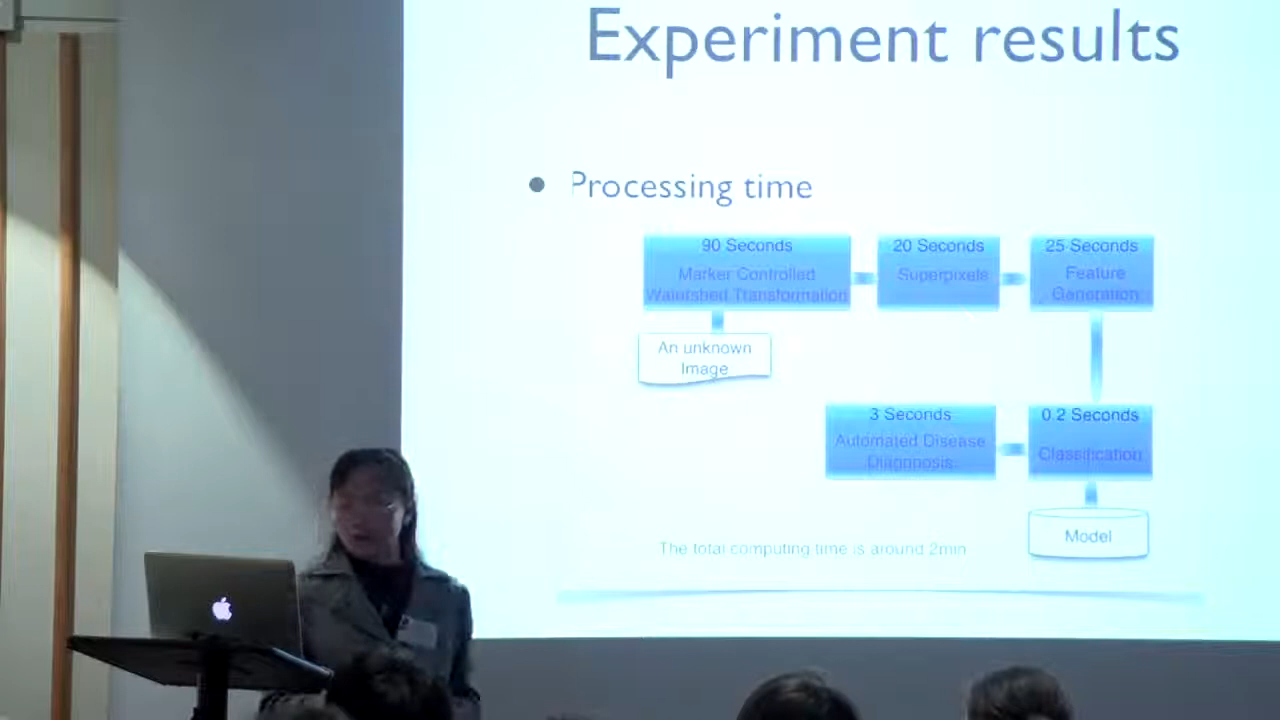 Experiment results
Processing time
90 Seconds
Marker Controlled
Watershed Transformation
20 Seconds
Superpixels
25 Seconds
Feature
Generation
An unknown
Image
3 Seconds
Automated Disease
Diagnosis
0.2 Seconds
Classification
Model
The total computing time is around 2min